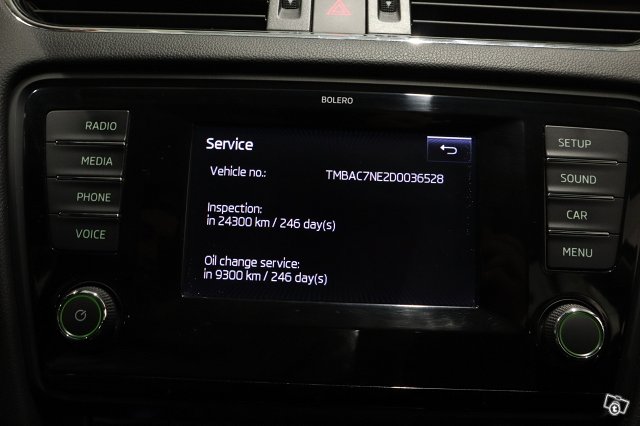 BOLERO
RADIO
MEDIA
PHONE
VOICE
Service
Vehicle no.: TMBAC7NE2D0036528
Inspection:
in 24300 km / 246 day(s)
Oil change service:
in 9300 km / 246 day(s)
SETUP
SOUND
CAR
MENU